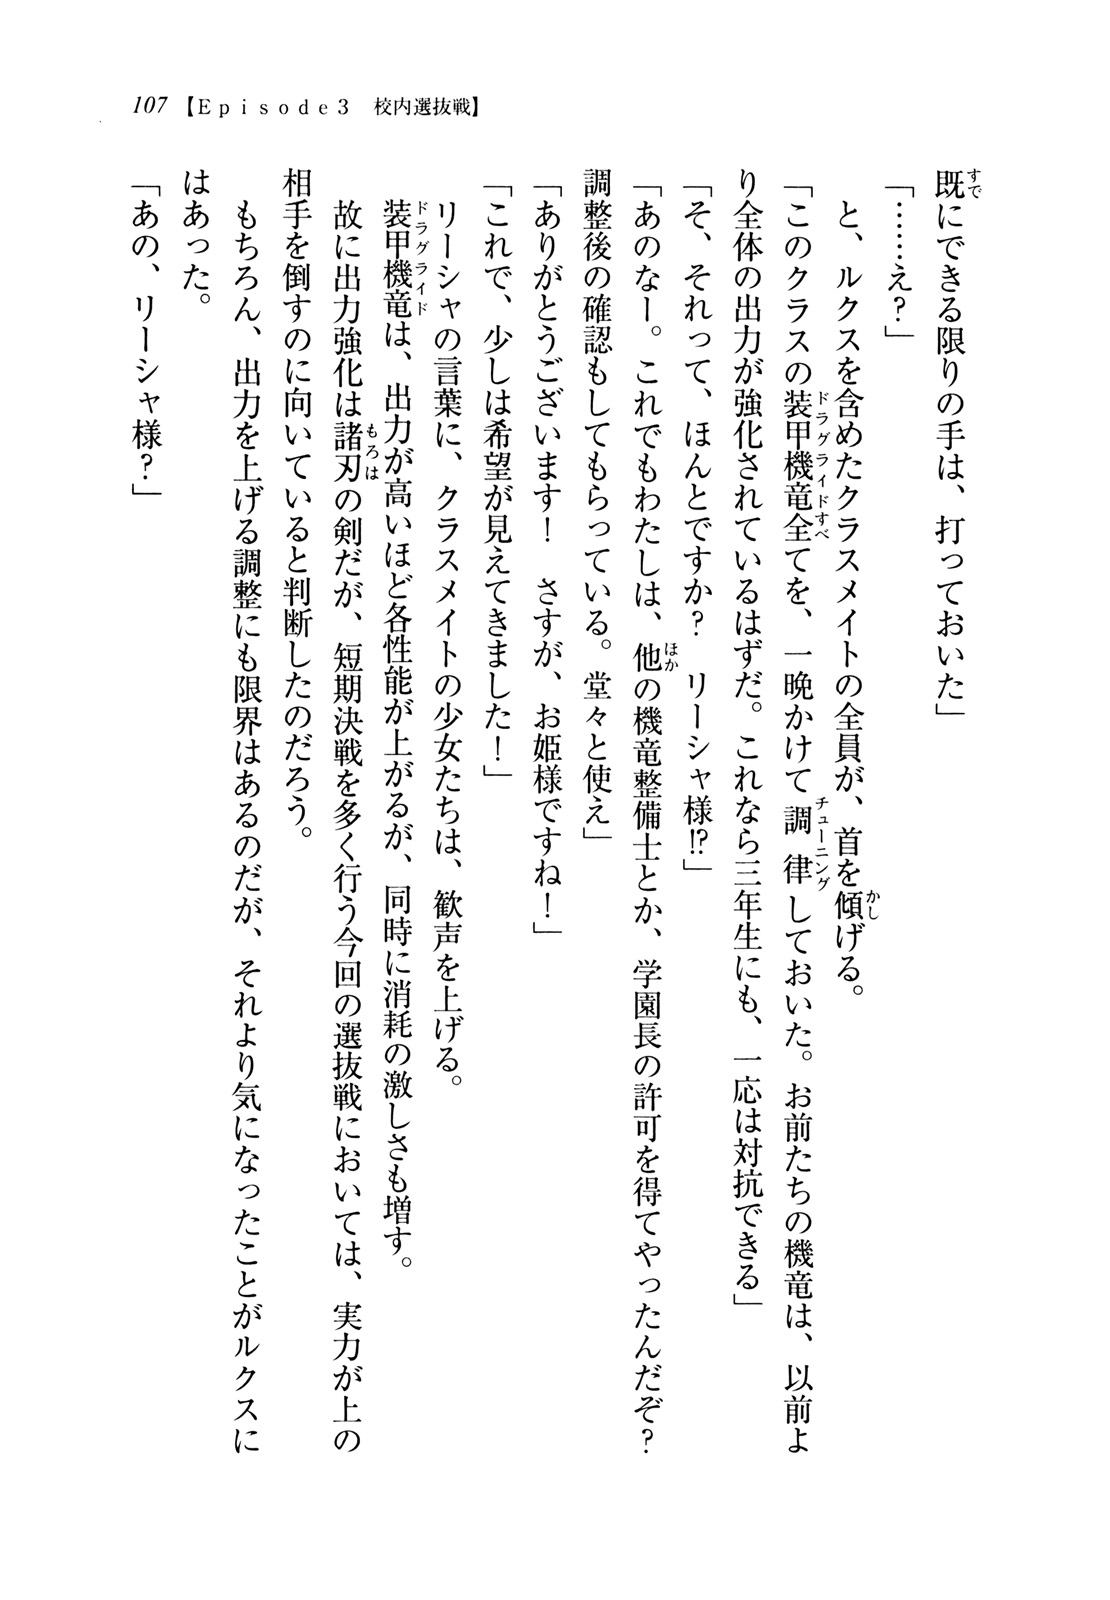 107【Episode3　校内選抜戦】
既にできる限りの手は、打っておいた」
「……え？」
　と、ルクスを含めたクラスメイトの全員が、首を傾げる。
「このクラスの装甲機竜全てを、一晩かけて調律しておいた。お前たちの機竜は、以前よ
り全体の出力が強化されているはずだ。これなら三年生にも、一応は対抗できる」
「そ、それって、ほんとですか？　リーシャ様!?」
「あのなー。これでもわたしは、他の機竜整備士とか、学園長の許可を得てやったんだぞ？
調整後の確認もしてもらっている。堂々と使え」
「ありがとうございます！　さすが、お姫様ですね！」
「これで、少しは希望が見えてきました！」
　リーシャの言葉に、クラスメイトの少女たちは、歓声を上げる。
　装甲機竜は、出力が高いほど各性能が上がるが、同時に消耗の激しさも増す。
　故に出力強化は諸刃の剣だが、短期決戦を多く行う今回の選抜戦においては、実力が上の
相手を倒すのに向いていると判断したのだろう。
　もちろん、出力を上げる調整にも限界はあるのだが、それより気になったことがルクスに
はあった。
「あの、リーシャ様？」